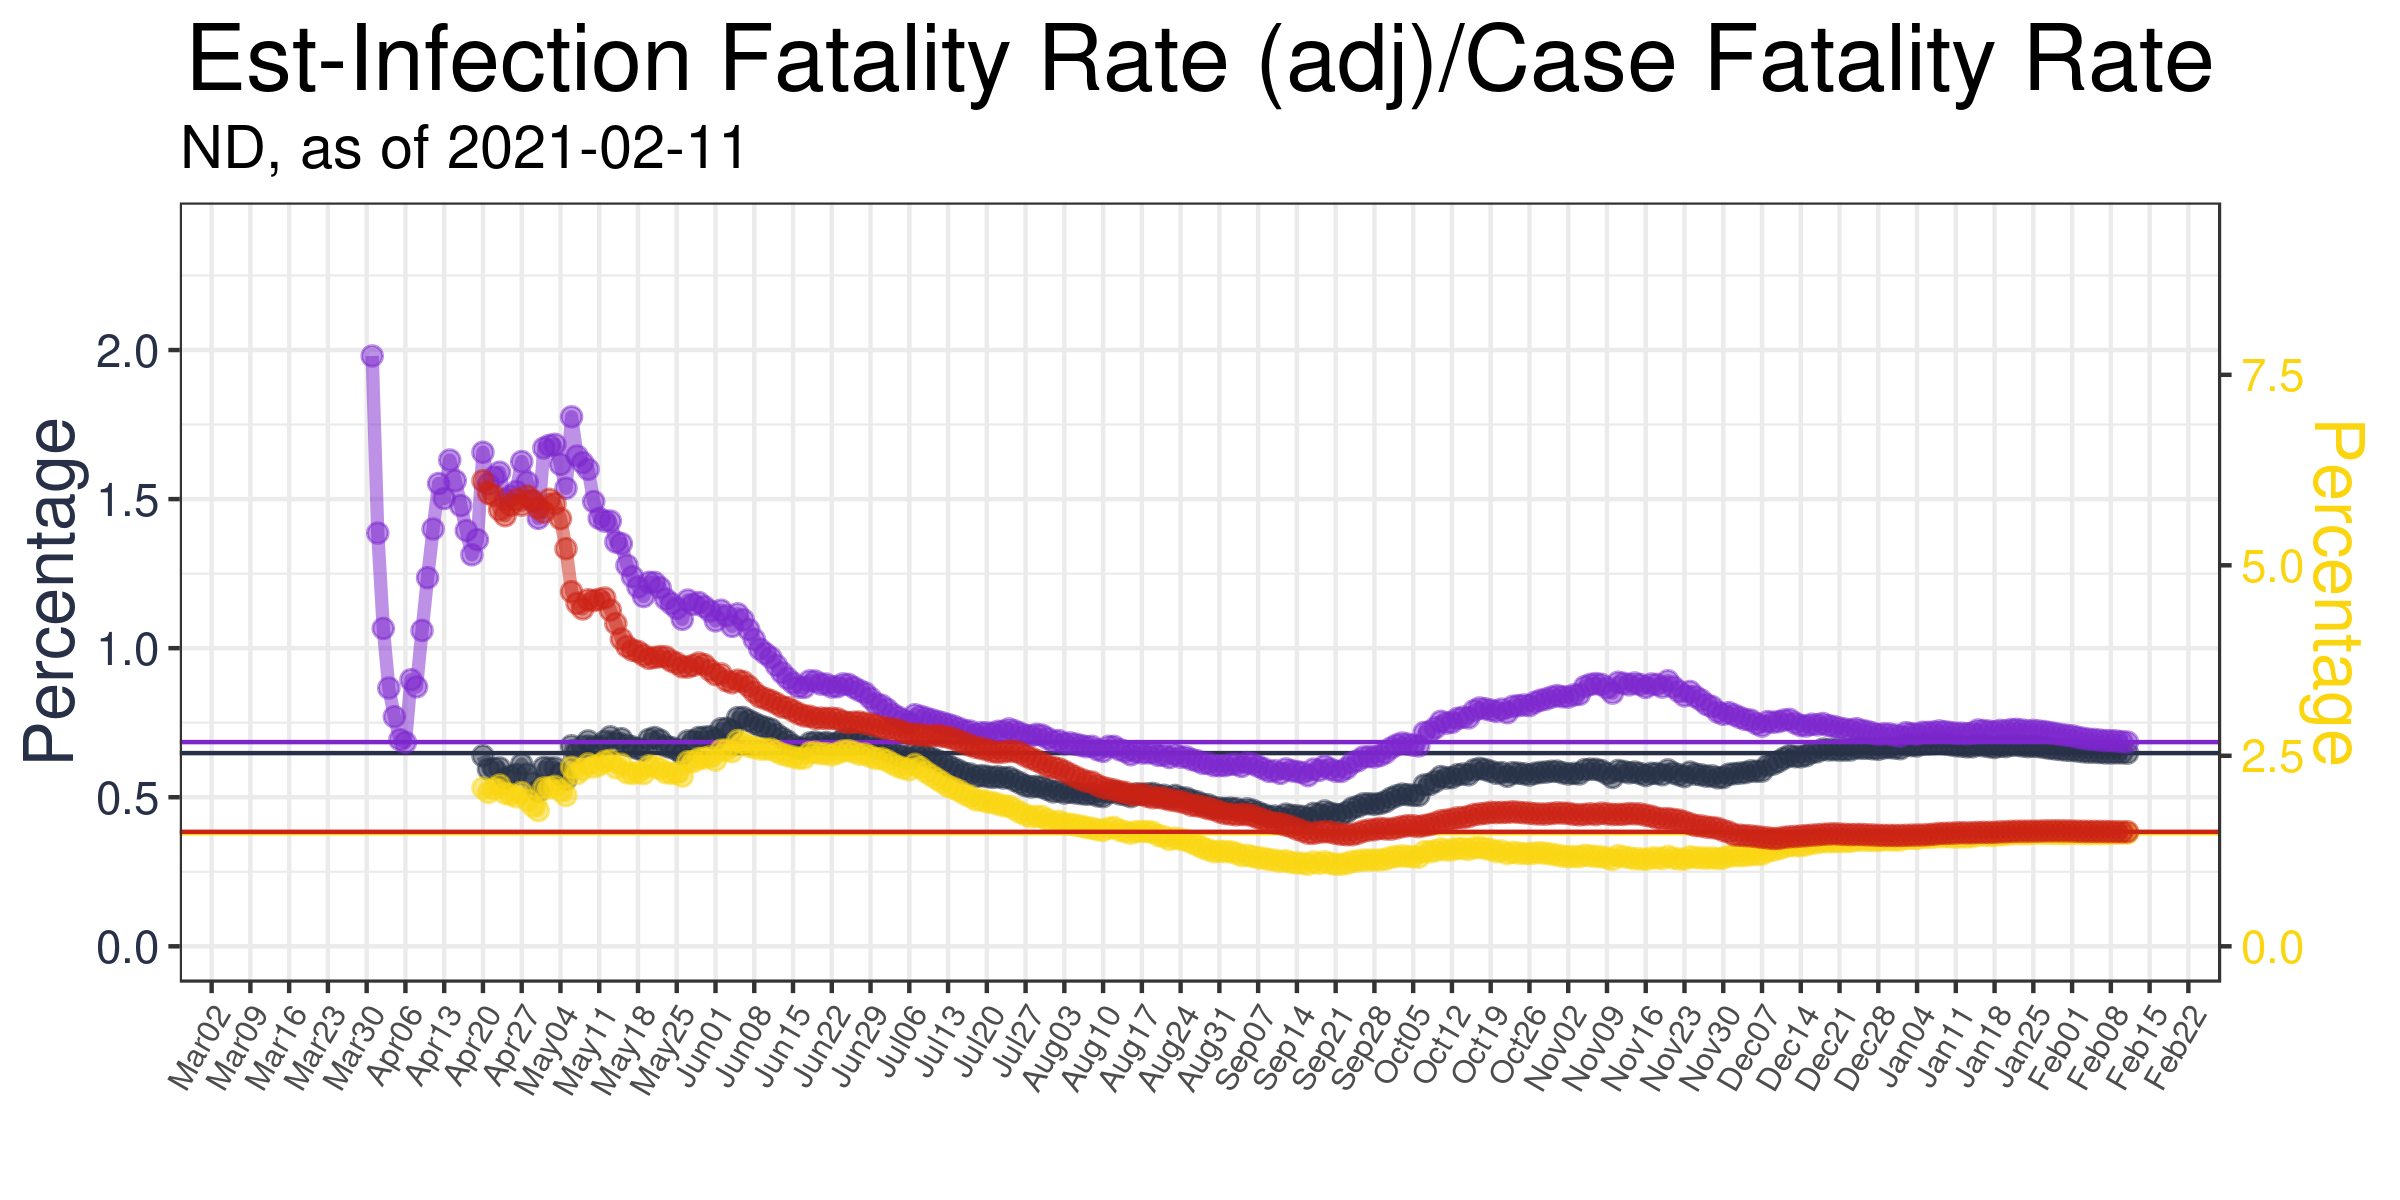 Est-Infection Fatality Rate (adj)/Case Fatality Rate
ND, as of 2021-02-11
Percentage
2.0
1.5
1.0
0.5
0.0
7.5
5.0
2.5
0.0
Percentage
Mar02
Mar09
Mar16
Mar23
Mar30
Apr06
Apr13
Apr20
Apr27
May04
May11
May18
May25
Jun01
Jun08
Jun15
Jun22
Jun29
Jul06
Jul13
Jul20
Jul27
Aug03
Aug10
Aug17
Aug24
Aug31
Sep07
Sep14
Sep21
Sep28
Oct05
Oct12
Oct19
Oct26
Nov02
Nov09
Nov16
Nov23
Nov30
Dec07
Dec14
Dec21
Dec28
Dec04
Jan11
Jan18
Jan25
Feb01
Feb08
Feb15
Feb22